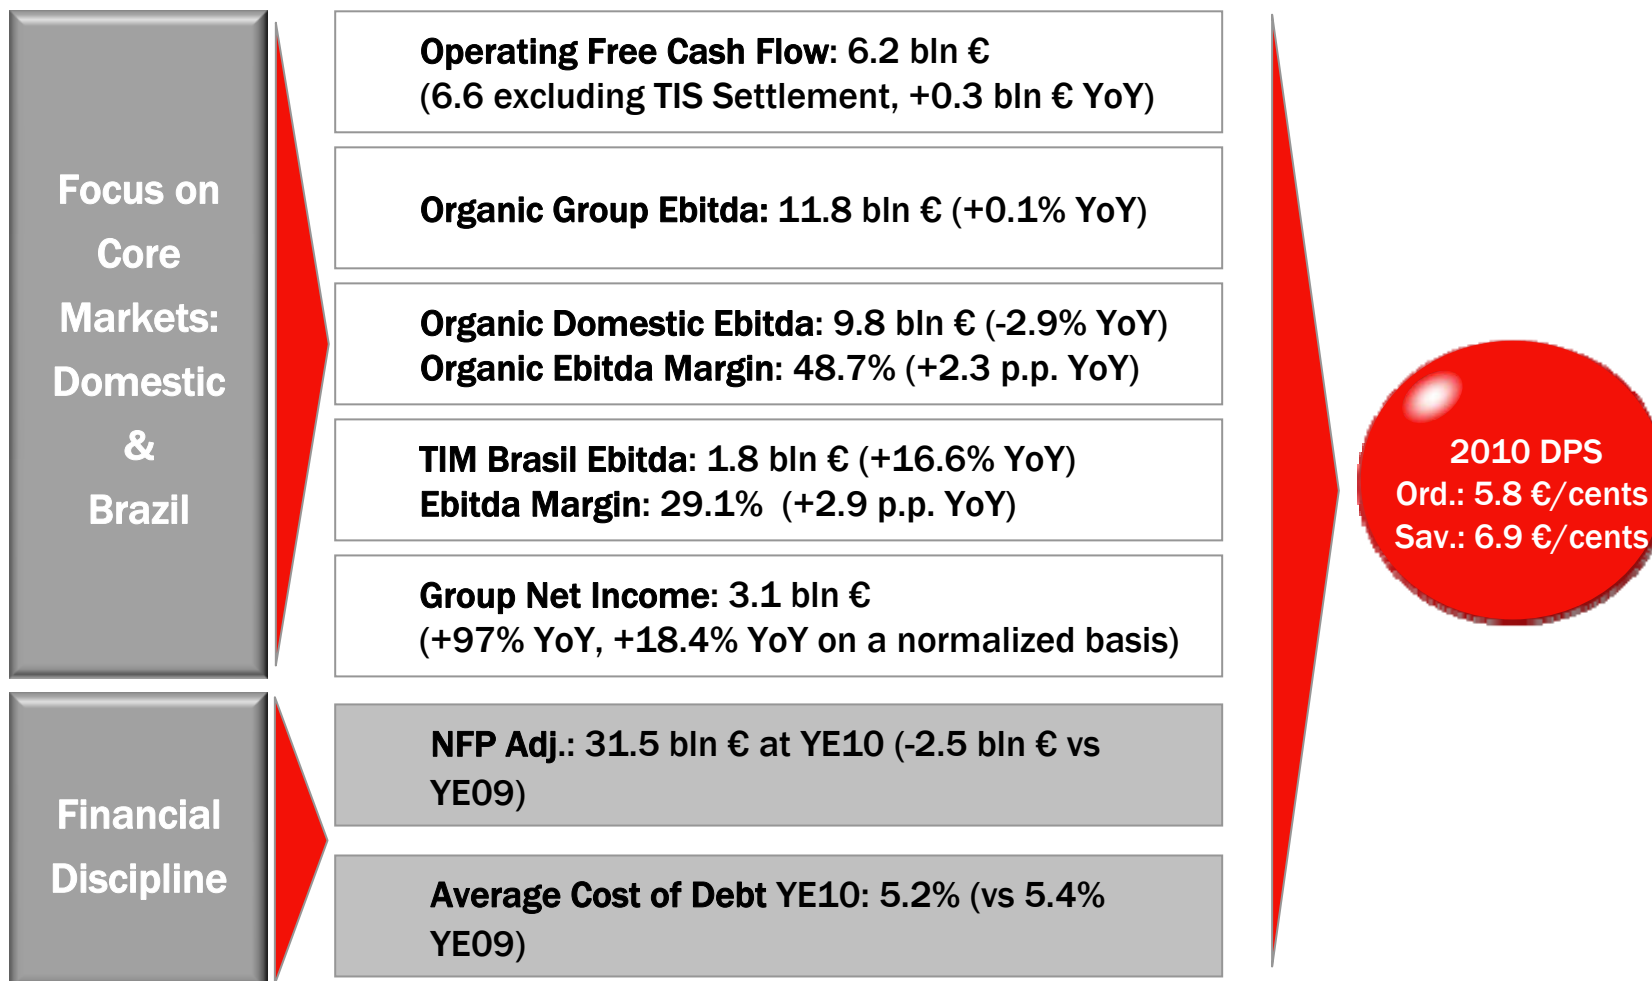 Focus on
Core
Markets:
Domestic
&
Brazil
Operating Free Cash Flow: 6.2 bln €
(6.6 excluding TIS Settlement, +0.3 bln € YoY)
Organic Group Ebitda: 11.8 bln € (+0.1% YoY)
Organic Domestic Ebitda: 9.8 bln € (-2.9% YoY)
Organic Ebitda Margin: 48.7% (+2.3 p.p. YoY)
TIM Brasil Ebitda: 1.8 bln € (+16.6% YoY)
Ebitda Margin: 29.1% (+2.9 p.p. YoY)
Group Net Income: 3.1 bln €
(+97% YoY, +18.4% YoY on a normalized basis)
Financial
Discipline
NFP Adj.: 31.5 bln € at YE10 (-2.5 bln € vs
YE09)
Average Cost of Debt YE10: 5.2% (vs 5.4%
YE09)
2010 DPS
Ord.: 5.8 €/cents
Sav.: 6.9 €/cents